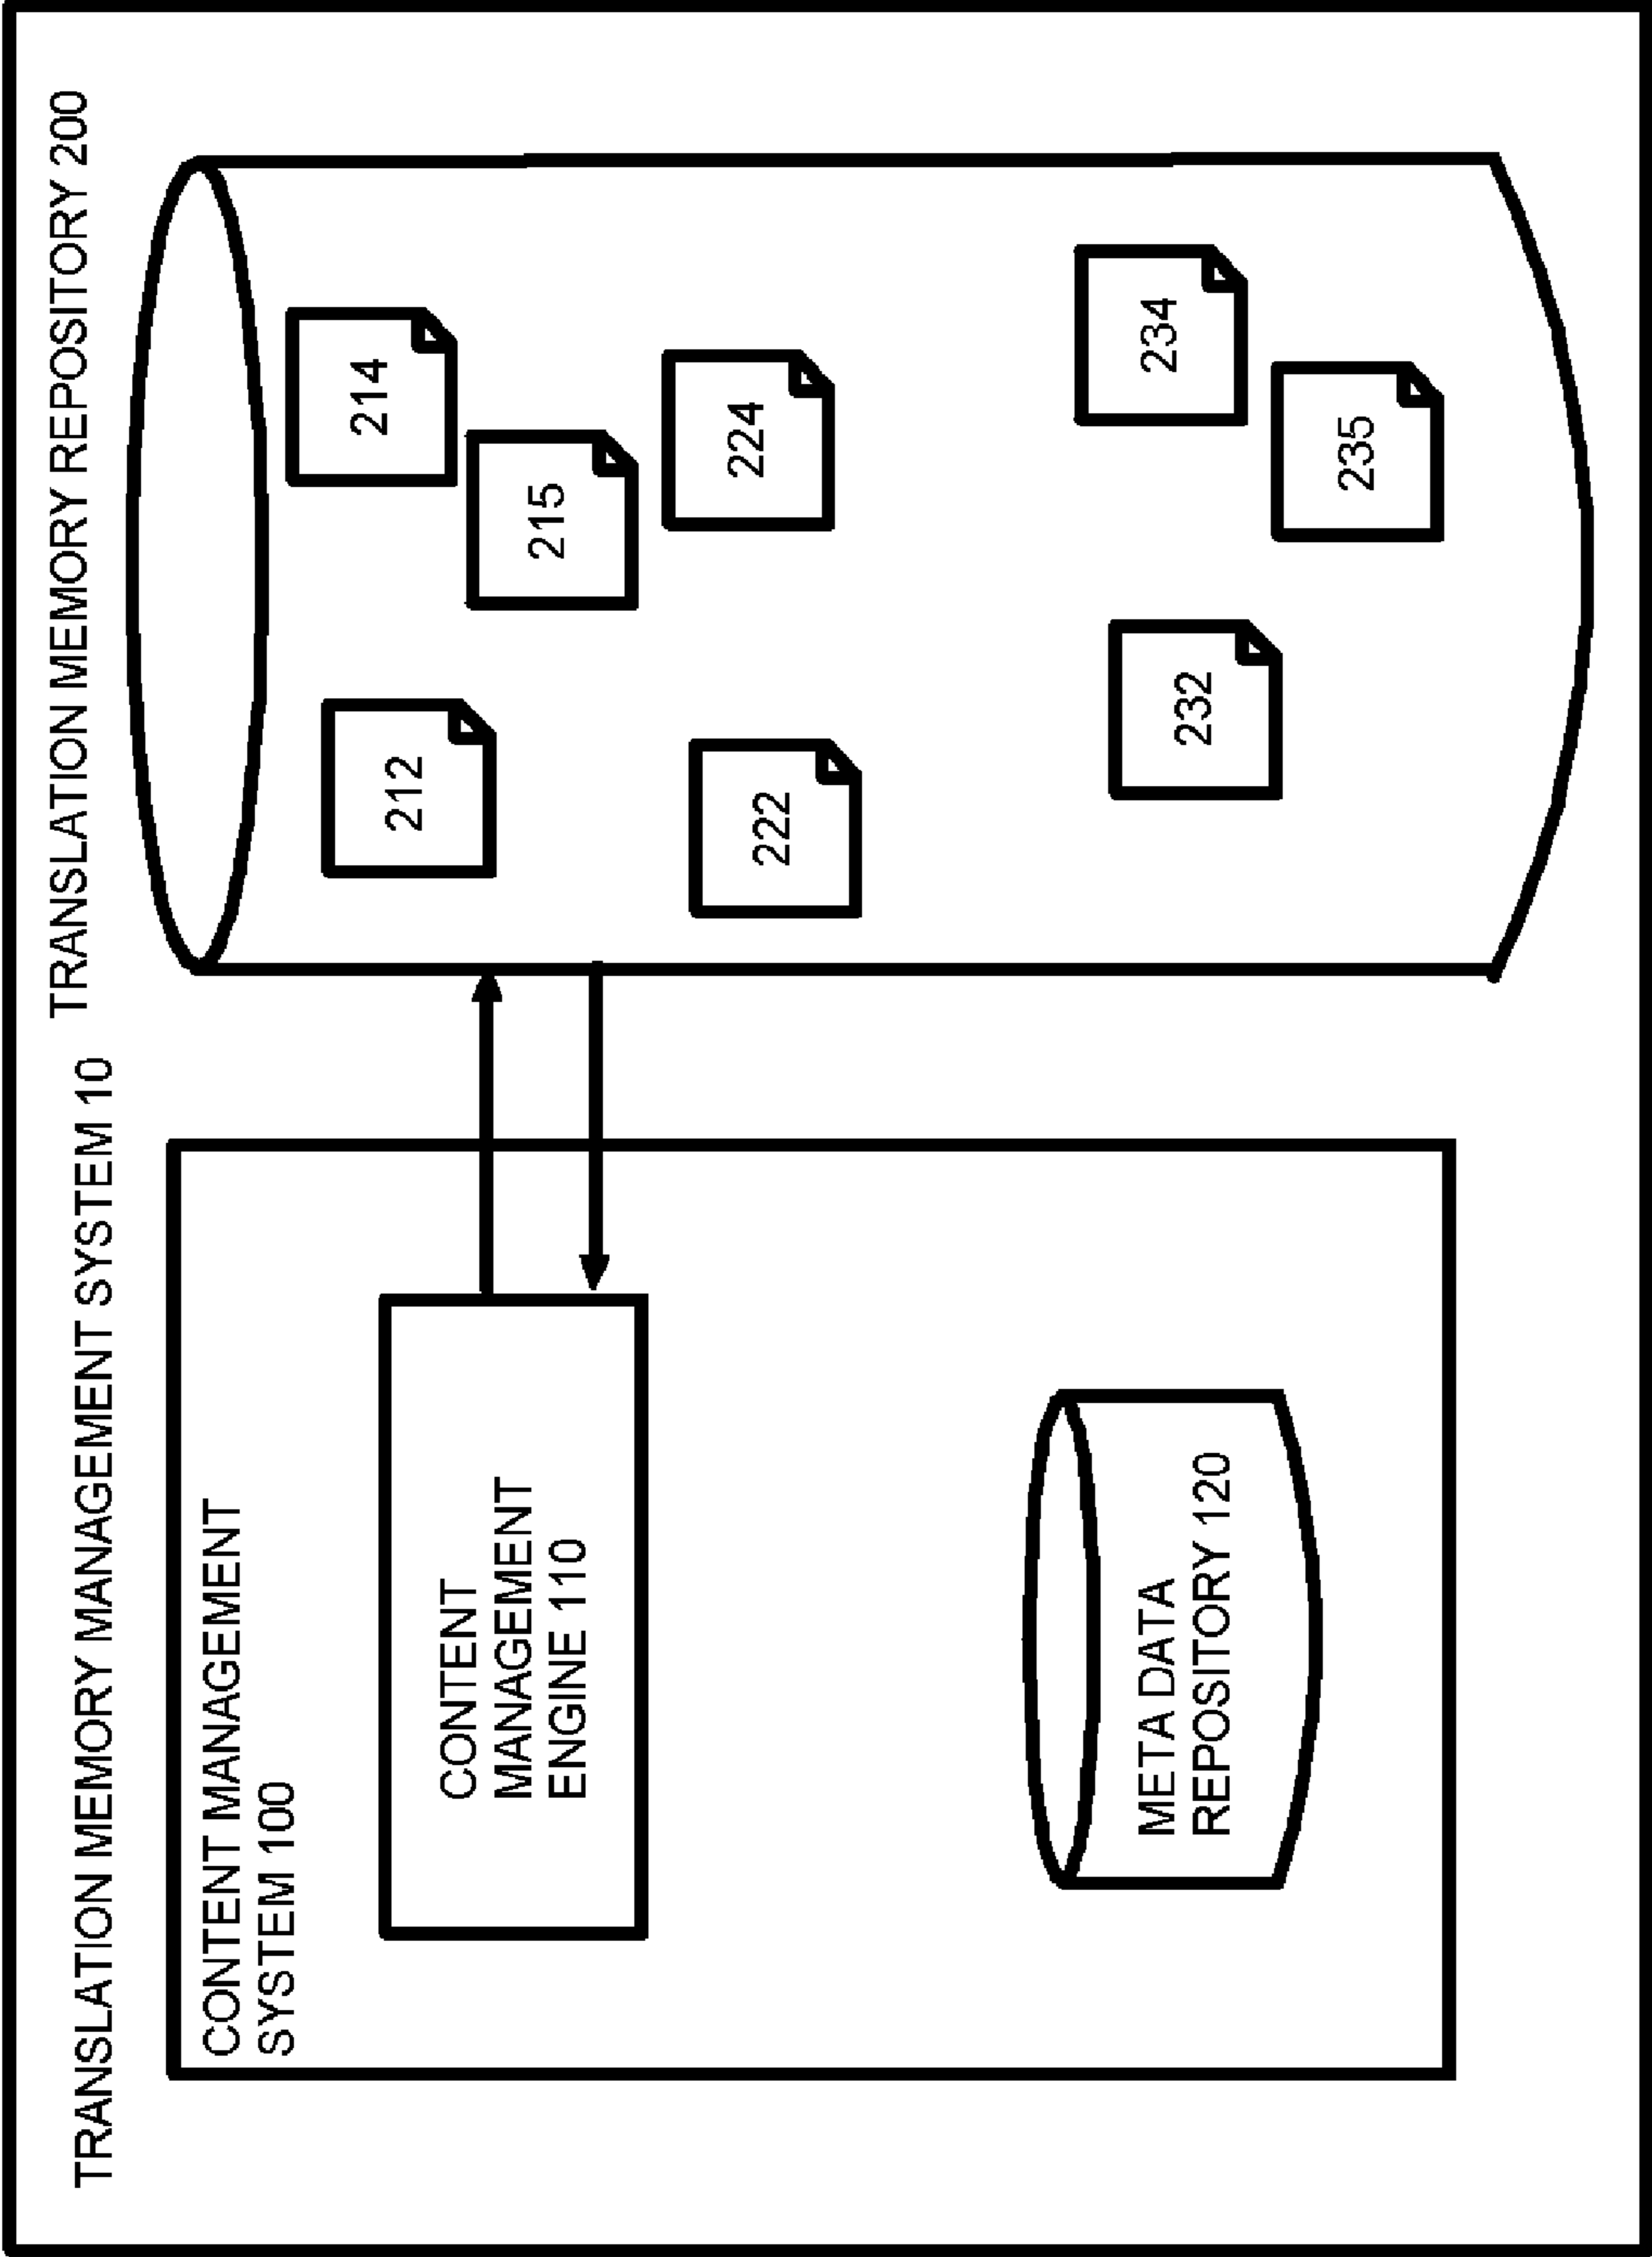 TRANSLATION MEMORY MANAGEMENT SYSTEM 10
TRANSLATION MEMORY REPOSITORY 200
CONTENT MANAGEMENT
SYSTEM 100
CONTENT
MANAGEMENT
ENGINE 110
META DATA
REPOSITORY 120
212
214
215
222
224
232
234
235